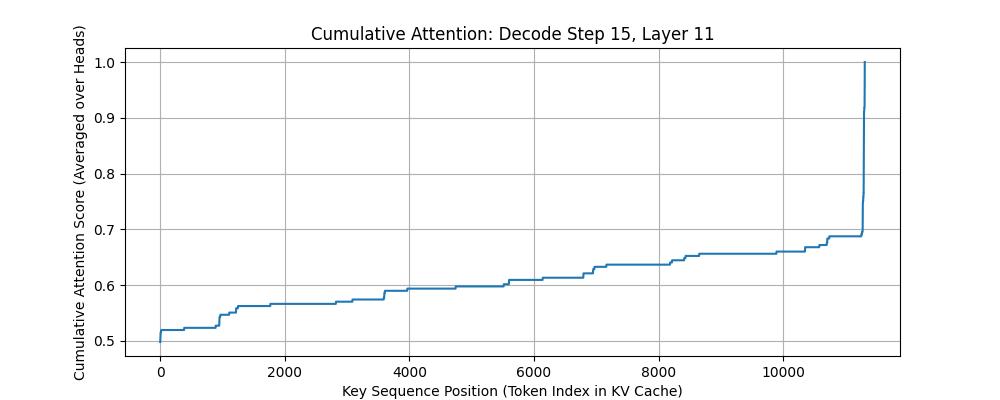 Cumulative Attention: Decode Step 15, Layer 11
Cumulative Attention Score (Averaged over Heads)
1.0
0.9
0.8
0.7
0.6
0.5
0 2000 4000 6000 8000 10000
Key Sequence Position (Token Index in KV Cache)